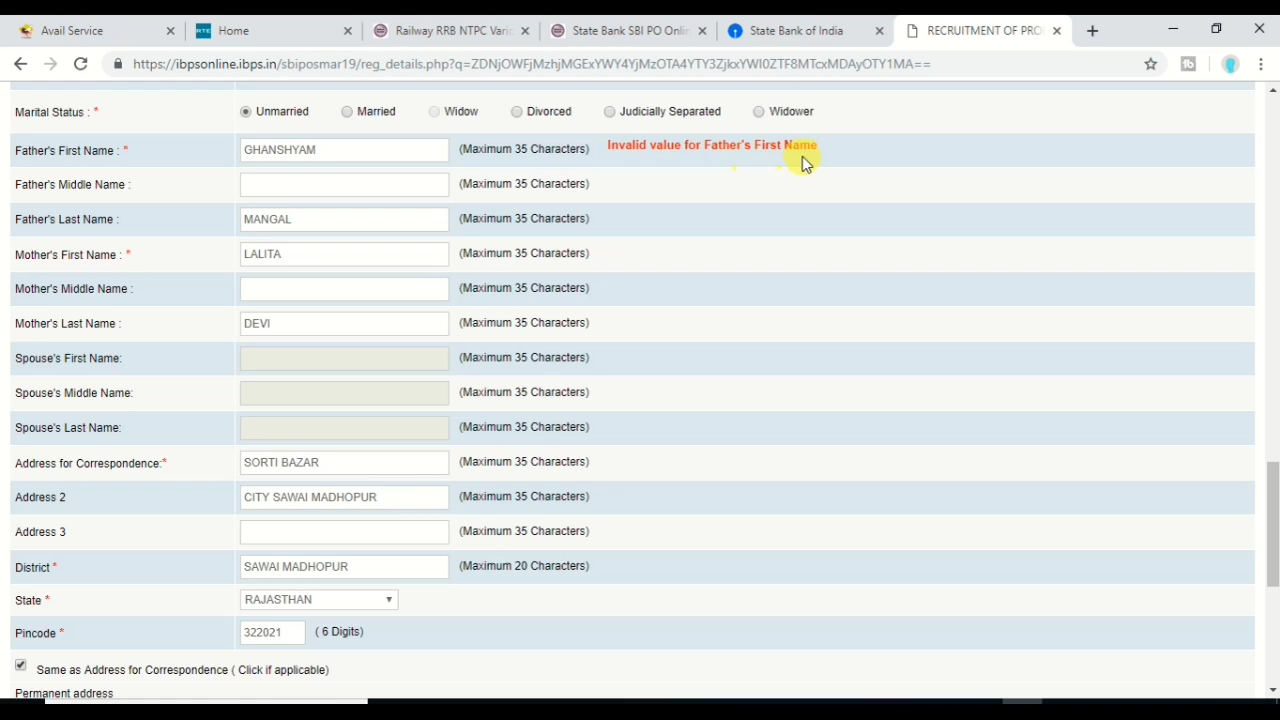 Avail Service
RTE Home
Railway RRB NTPC Vario
State Bank SBI PO Onlin
State Bank of India
RECRUITMENT OF PRO
https://ibpsonline.ibps.in/sbiposmar19/reg_details.php?q=ZDNjOWFjMzhjMGExYWY4YjMzOTA4YTY3ZjkxYWI0ZTF8MTcxMDAyOTY1MA==
Marital Status : * Unmarried Married Widow Divorced Judicially Separated Widower
Father's First Name : * GHANSHYAM (Maximum 35 Characters) Invalid value for Father's First Name
Father's Middle Name : (Maximum 35 Characters)
Father's Last Name : MANGAL (Maximum 35 Characters)
Mother's First Name : * LALITA (Maximum 35 Characters)
Mother's Middle Name : (Maximum 35 Characters)
Mother's Last Name : DEVI (Maximum 35 Characters)
Spouse's First Name: (Maximum 35 Characters)
Spouse's Middle Name: (Maximum 35 Characters)
Spouse's Last Name: (Maximum 35 Characters)
Address for Correspondence:* SORTI BAZAR (Maximum 35 Characters)
Address 2 CITY SAWAI MADHOPUR (Maximum 35 Characters)
Address 3 (Maximum 35 Characters)
District * SAWAI MADHOPUR (Maximum 20 Characters)
State * RAJASTHAN
Pincode * 322021 ( 6 Digits)
Same as Address for Correspondence ( Click if applicable)
Permanent address